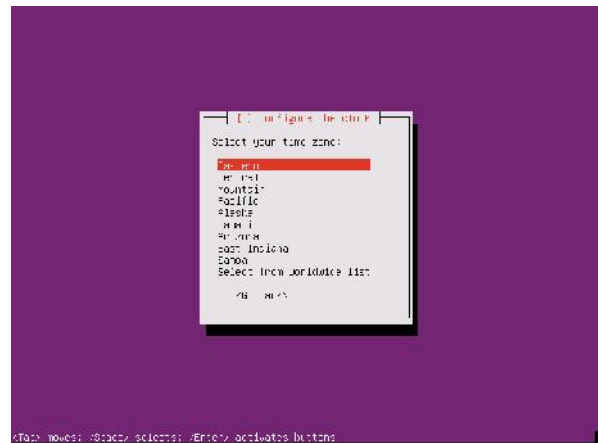 [!] Configure the clock
Select your time zone:
Eastern
Central
Mountain
Pacific
Alaska
Hawaii
Arizona
East Indiana
Samoa
Select from worldwide list
<Go Back>
<Tab> moves; <Space> selects; <Enter> activates buttons